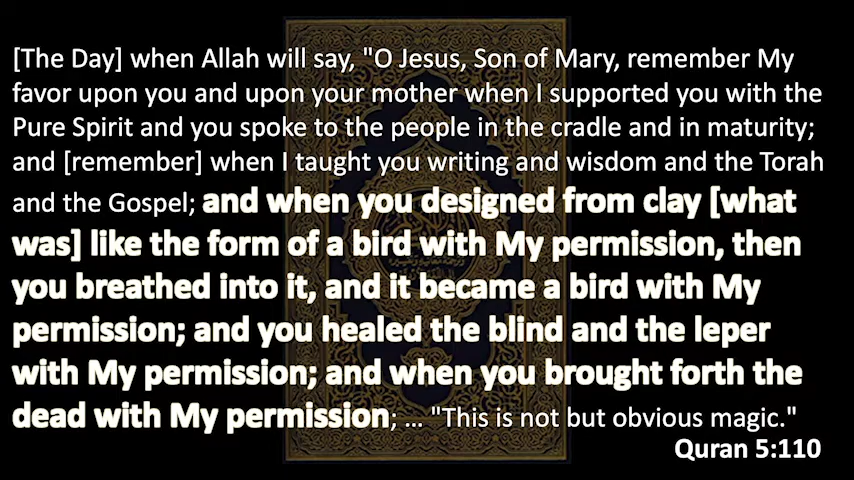 [The Day] when Allah will say, "O Jesus, Son of Mary, remember My
favor upon you and upon your mother when I supported you with the
Pure Spirit and you spoke to the people in the cradle and in maturity;
and [remember] when I taught you writing and wisdom and the Torah
and the Gospel; and when you designed from clay [what
was] like the form of a bird with My permission, then
you breathed into it, and it became a bird with My
permission; and you healed the blind and the leper
with My permission; and when you brought forth the
dead with My permission; ... "This is not but obvious magic."
Quran 5:110